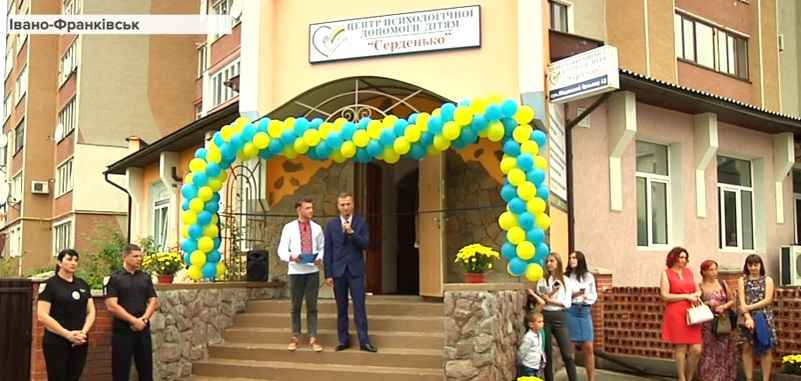 Івано-Франківськ
ЦЕНТР ПСИХОЛОГІЧНОЇ
ДОПОМОГИ ДІТЯМ
"Серденько"